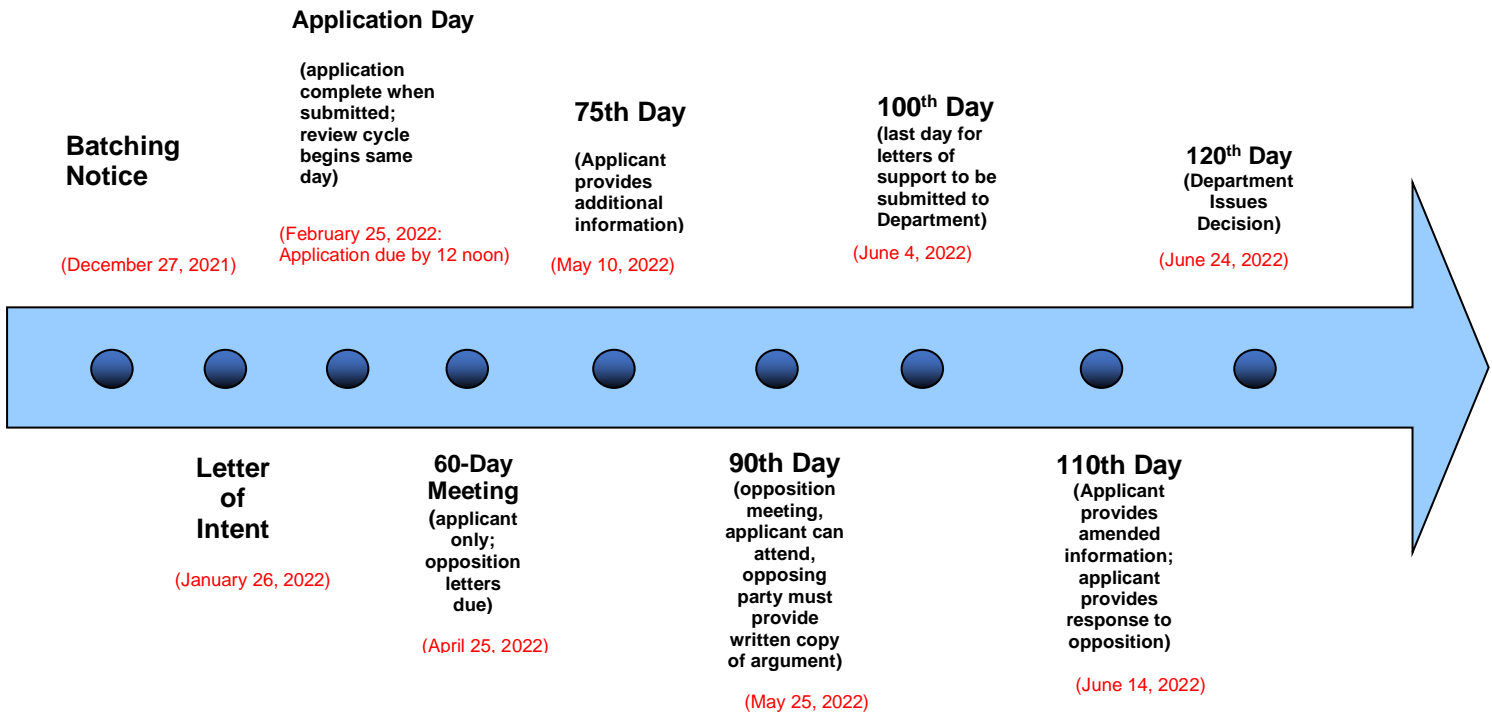 Batching
Notice
(December 27, 2021)
Letter
of
Intent
(January 26, 2022)
Application Day
(application
complete when
submitted;
review cycle
begins same
day)
(February 25, 2022:
Application due by 12 noon)
60-Day
Meeting
(applicant
only;
opposition
letters
due)
(April 25, 2022)
75th Day
(Applicant
provides
additional
information)
(May 10, 2022)
90th Day
(opposition
meeting,
applicant can
attend,
opposing
party must
provide
written copy
of argument)
(May 25, 2022)
100th Day
(last day for
letters of
support to be
submitted to
Department)
(June 4, 2022)
110th Day
(Applicant
provides
amended
information;
applicant
provides
response to
opposition)
(June 14, 2022)
120th Day
(Department
Issues
Decision)
(June 24, 2022)